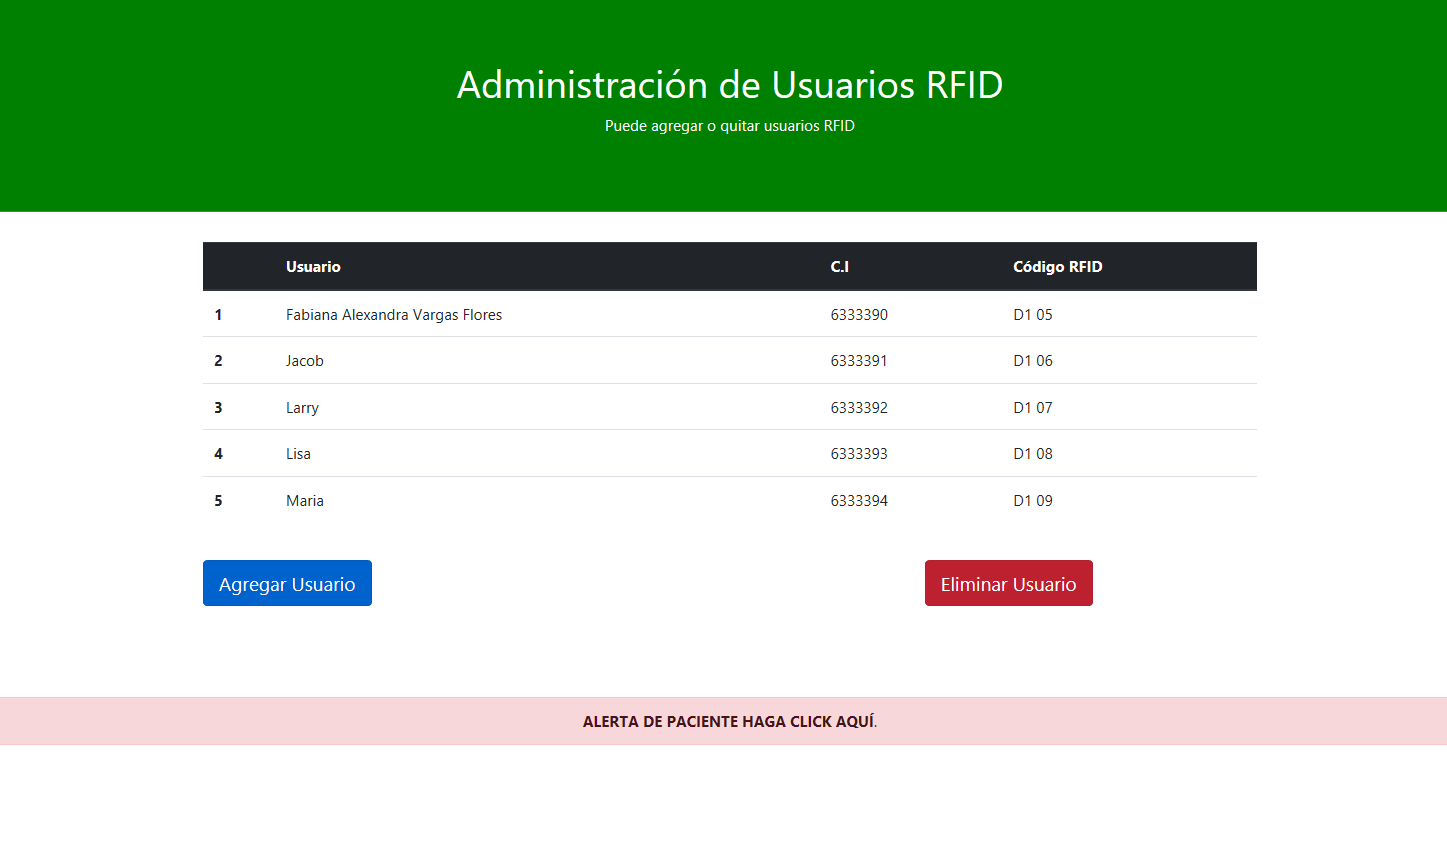 Administración de Usuarios RFID
Puede agregar o quitar usuarios RFID
Usuario C.I Código RFID
1 Fabiana Alexandra Vargas Flores 6333390 D1 05
2 Jacob 6333391 D1 06
3 Larry 6333392 D1 07
4 Lisa 6333393 D1 08
5 Maria 6333394 D1 09
Agregar Usuario Eliminar Usuario
ALERTA DE PACIENTE HAGA CLICK AQUÍ.